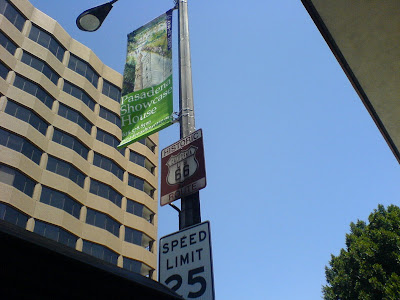 Pasadena
Showcase
House
HISTORIC
66
ROUTE
SPEED
LIMIT
25